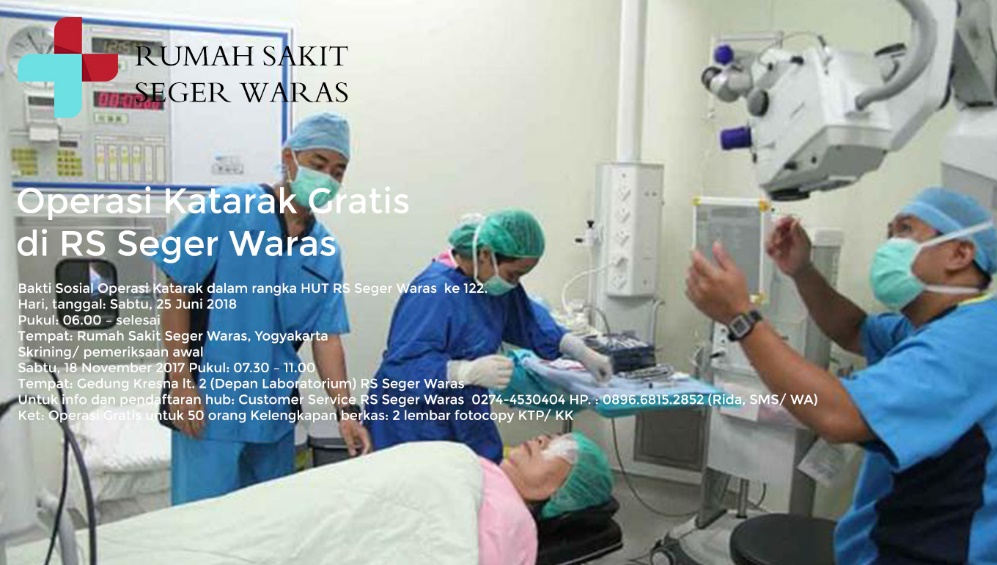 RUMAH SAKIT
SEGER WARAS
Operasi Katarak Gratis
di RS Seger Waras
Bakti Sosial Operasi Katarak dalam rangka HUT RS Seger Waras ke 122.
Hari, tanggal: Sabtu, 25 Juni 2018
Pukul: 06.00 – selesai
Tempat: Rumah Sakit Seger Waras, Yogyakarta
Skrining/ pemeriksaan awal
Sabtu, 18 November 2017 Pukul: 07.30 – 11.00
Tempat: Gedung Kresna lt. 2 (Depan Laboratorium) RS Seger Waras
Untuk info dan pendaftaran hub: Customer Service RS Seger Waras 0274-4530404 HP. : 0896.6815.2852 (Rida, SMS/ WA)
Ket: Operasi Gratis untuk 50 orang Kelengkapan berkas: 2 lembar fotocopy KTP/ KK